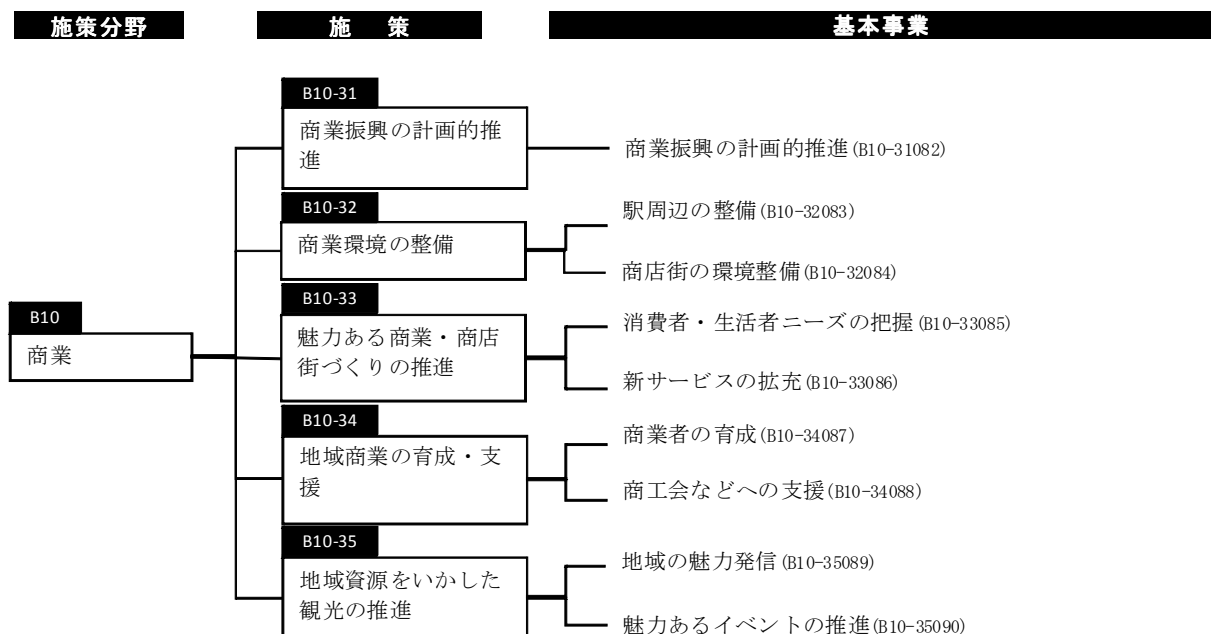 施策分野 施 策 基本事業
B10
商業
B10-31
商業振興の計画的推
進
商業振興の計画的推進(B10-31082)
B10-32
商業環境の整備
駅周辺の整備(B10-32083)
商店街の環境整備(B10-32084)
B10-33
魅力ある商業・商店
街づくりの推進
消費者・生活者ニーズの把握(B10-33085)
新サービスの拡充(B10-33086)
B10-34
地域商業の育成・支
援
商業者の育成(B10-34087)
商工会などへの支援(B10-34088)
B10-35
地域資源をいかした
観光の推進
地域の魅力発信(B10-35089)
魅力あるイベントの推進(B10-35090)